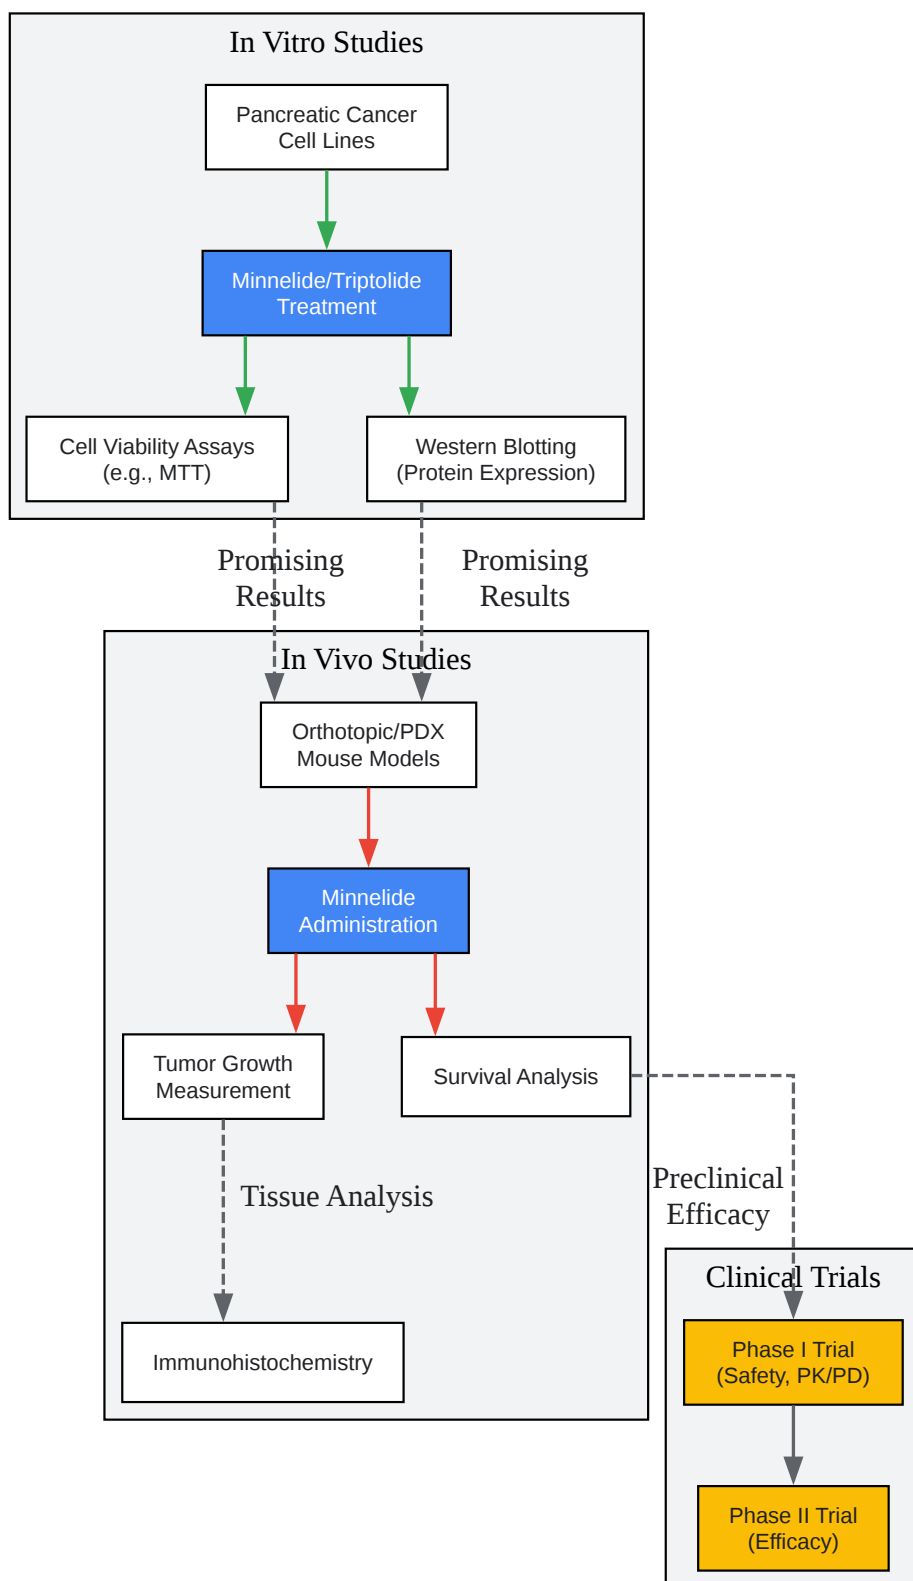 In Vitro Studies
Pancreatic Cancer
Cell Lines
Minnelide/Triptolide
Treatment
Cell Viability Assays
(e.g., MTT)
Western Blotting
(Protein Expression)
Promising
Results
Promising
Results
In Vivo Studies
Orthotopic/PDX
Mouse Models
Minnelide
Administration
Tumor Growth
Measurement
Survival Analysis
Tissue Analysis
Preclinical
Efficacy
Clinical Trials
Immunohistochemistry
Phase I Trial
(Safety, PK/PD)
Phase II Trial
(Efficacy)